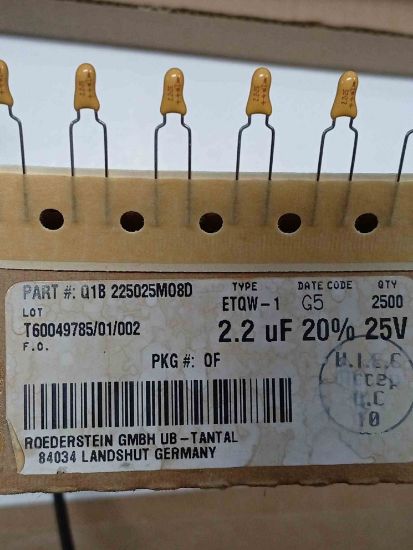 PART #: Q1B 225025M08D TYPE DATE CODE QTY
ETQW-1 G5 2500
LOT
T60049785/01/002 2.2 uF 20% 25V
F.O.
PKG #: OF
ROEDERSTEIN GMBH UB-TANTAL
84034 LANDSHUT GERMANY
Q.C
10